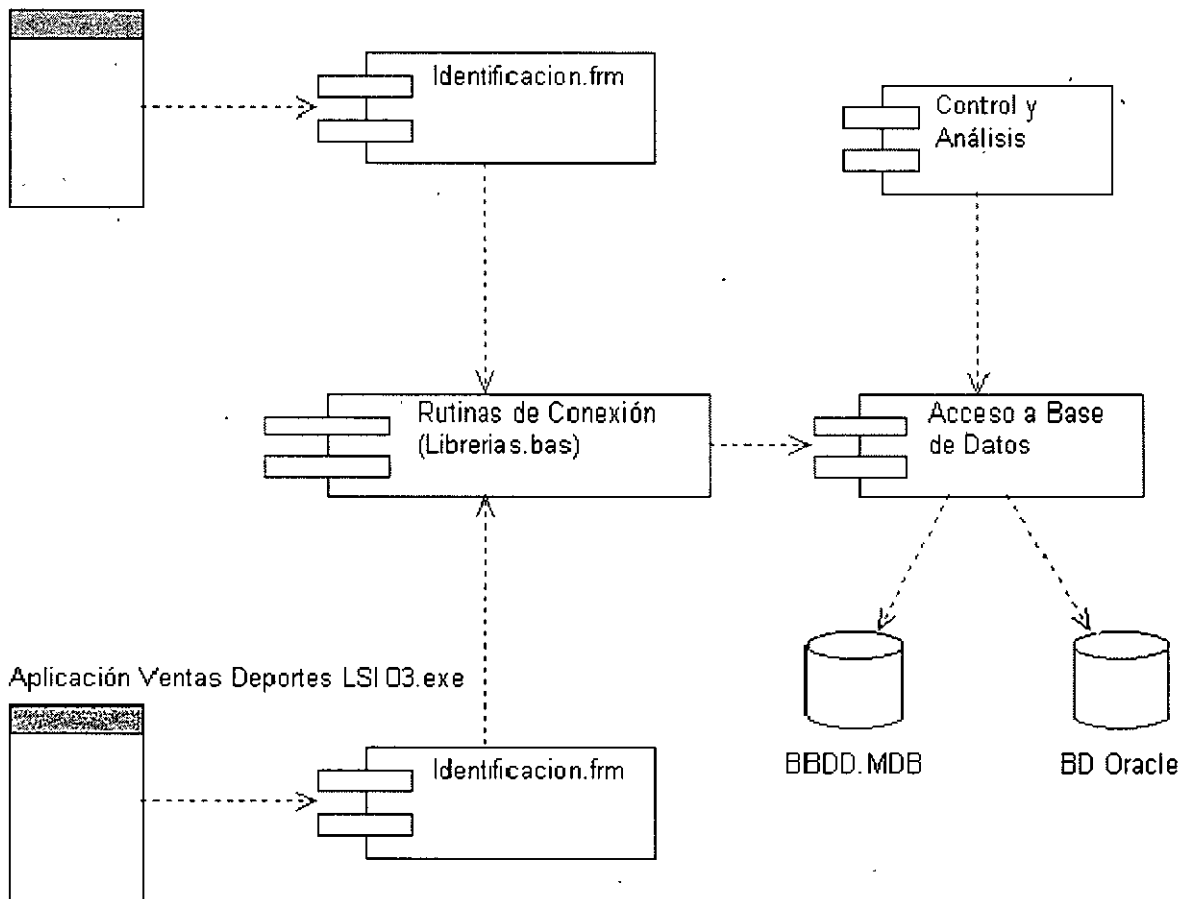 Identificacion.frm
Control y
Análisis
Rutinas de Conexión
(Librerias.bas)
Acceso a Base
de Datos
Aplicación Ventas Deportes LSI 03.exe
Identificacion.frm
BBDD.MDB
BD Oracle